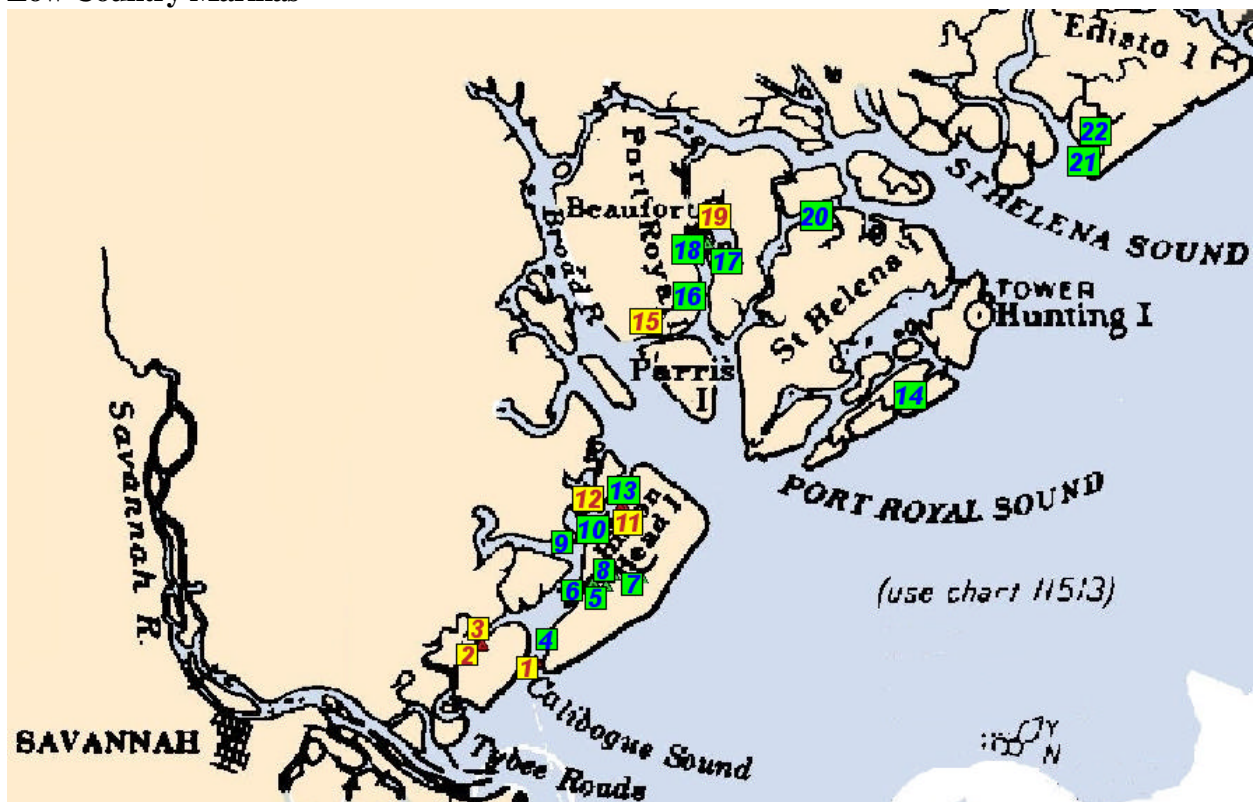 Low Country Marinas
Edisto I
22
21
ST HELENA SOUND
Port Royal I
Beaufort
19
18
17
20
16
15
Broad R
St Helena I
TOWER
Hunting I
Parris
I
14
PORT ROYAL SOUND
Savannah R.
12
13
11
10
9
Head I
8
7
6
5
(use chart 11513)
3
2
4
1
Calibogue Sound
SAVANNAH
Tybee Roads
Y
N